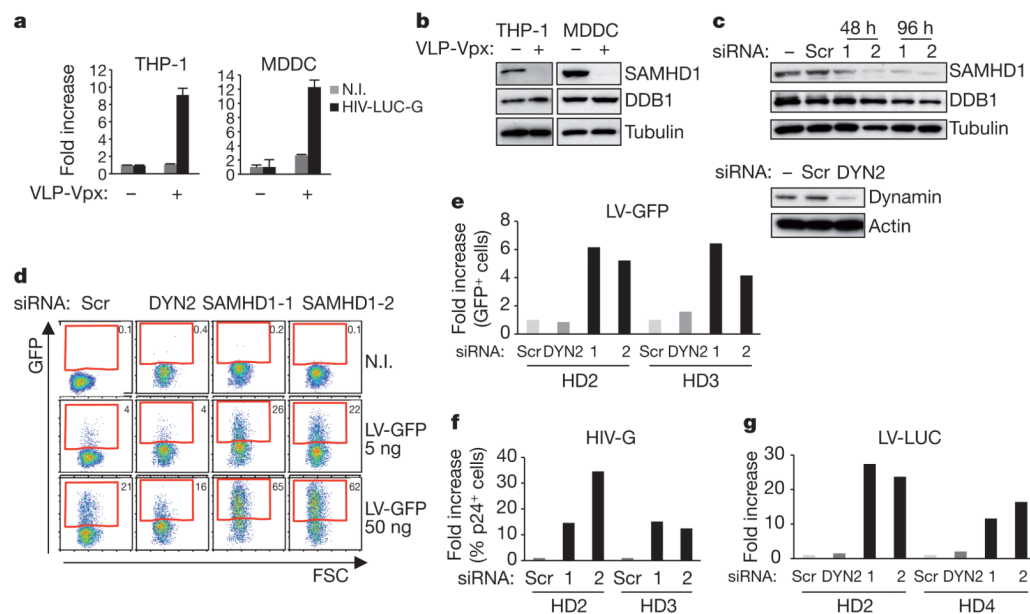 a
THP-1
MDDC
Fold increase
12
10
8
6
4
2
0
14
12
10
8
6
4
2
0
N.I.
HIV-LUC-G
VLP-Vpx: – + – +
b
THP-1 MDDC
VLP-Vpx: – + – +
SAMHD1
DDB1
Tubulin
c
48 h 96 h
siRNA: – Scr 1 2 1 2
SAMHD1
DDB1
Tubulin
siRNA: – Scr DYN2
Dynamin
Actin
d
siRNA: Scr DYN2 SAMHD1-1 SAMHD1-2
GFP
0.1 0.4 0.2 0.1
N.I.
4 4 26 22
LV-GFP
5 ng
21 16 65 62
LV-GFP
50 ng
FSC
e
LV-GFP
Fold increase
(GFP+ cells)
8
6
4
2
0
siRNA: Scr DYN2 1 2 Scr DYN2 1 2
HD2 HD3
f
HIV-G
Fold increase
(% p24+ cells)
40
30
20
10
0
siRNA: Scr 1 2 Scr 1 2
HD2 HD3
g
LV-LUC
Fold increase
30
20
10
0
siRNA: Scr DYN2 1 2 Scr DYN2 1 2
HD2 HD4